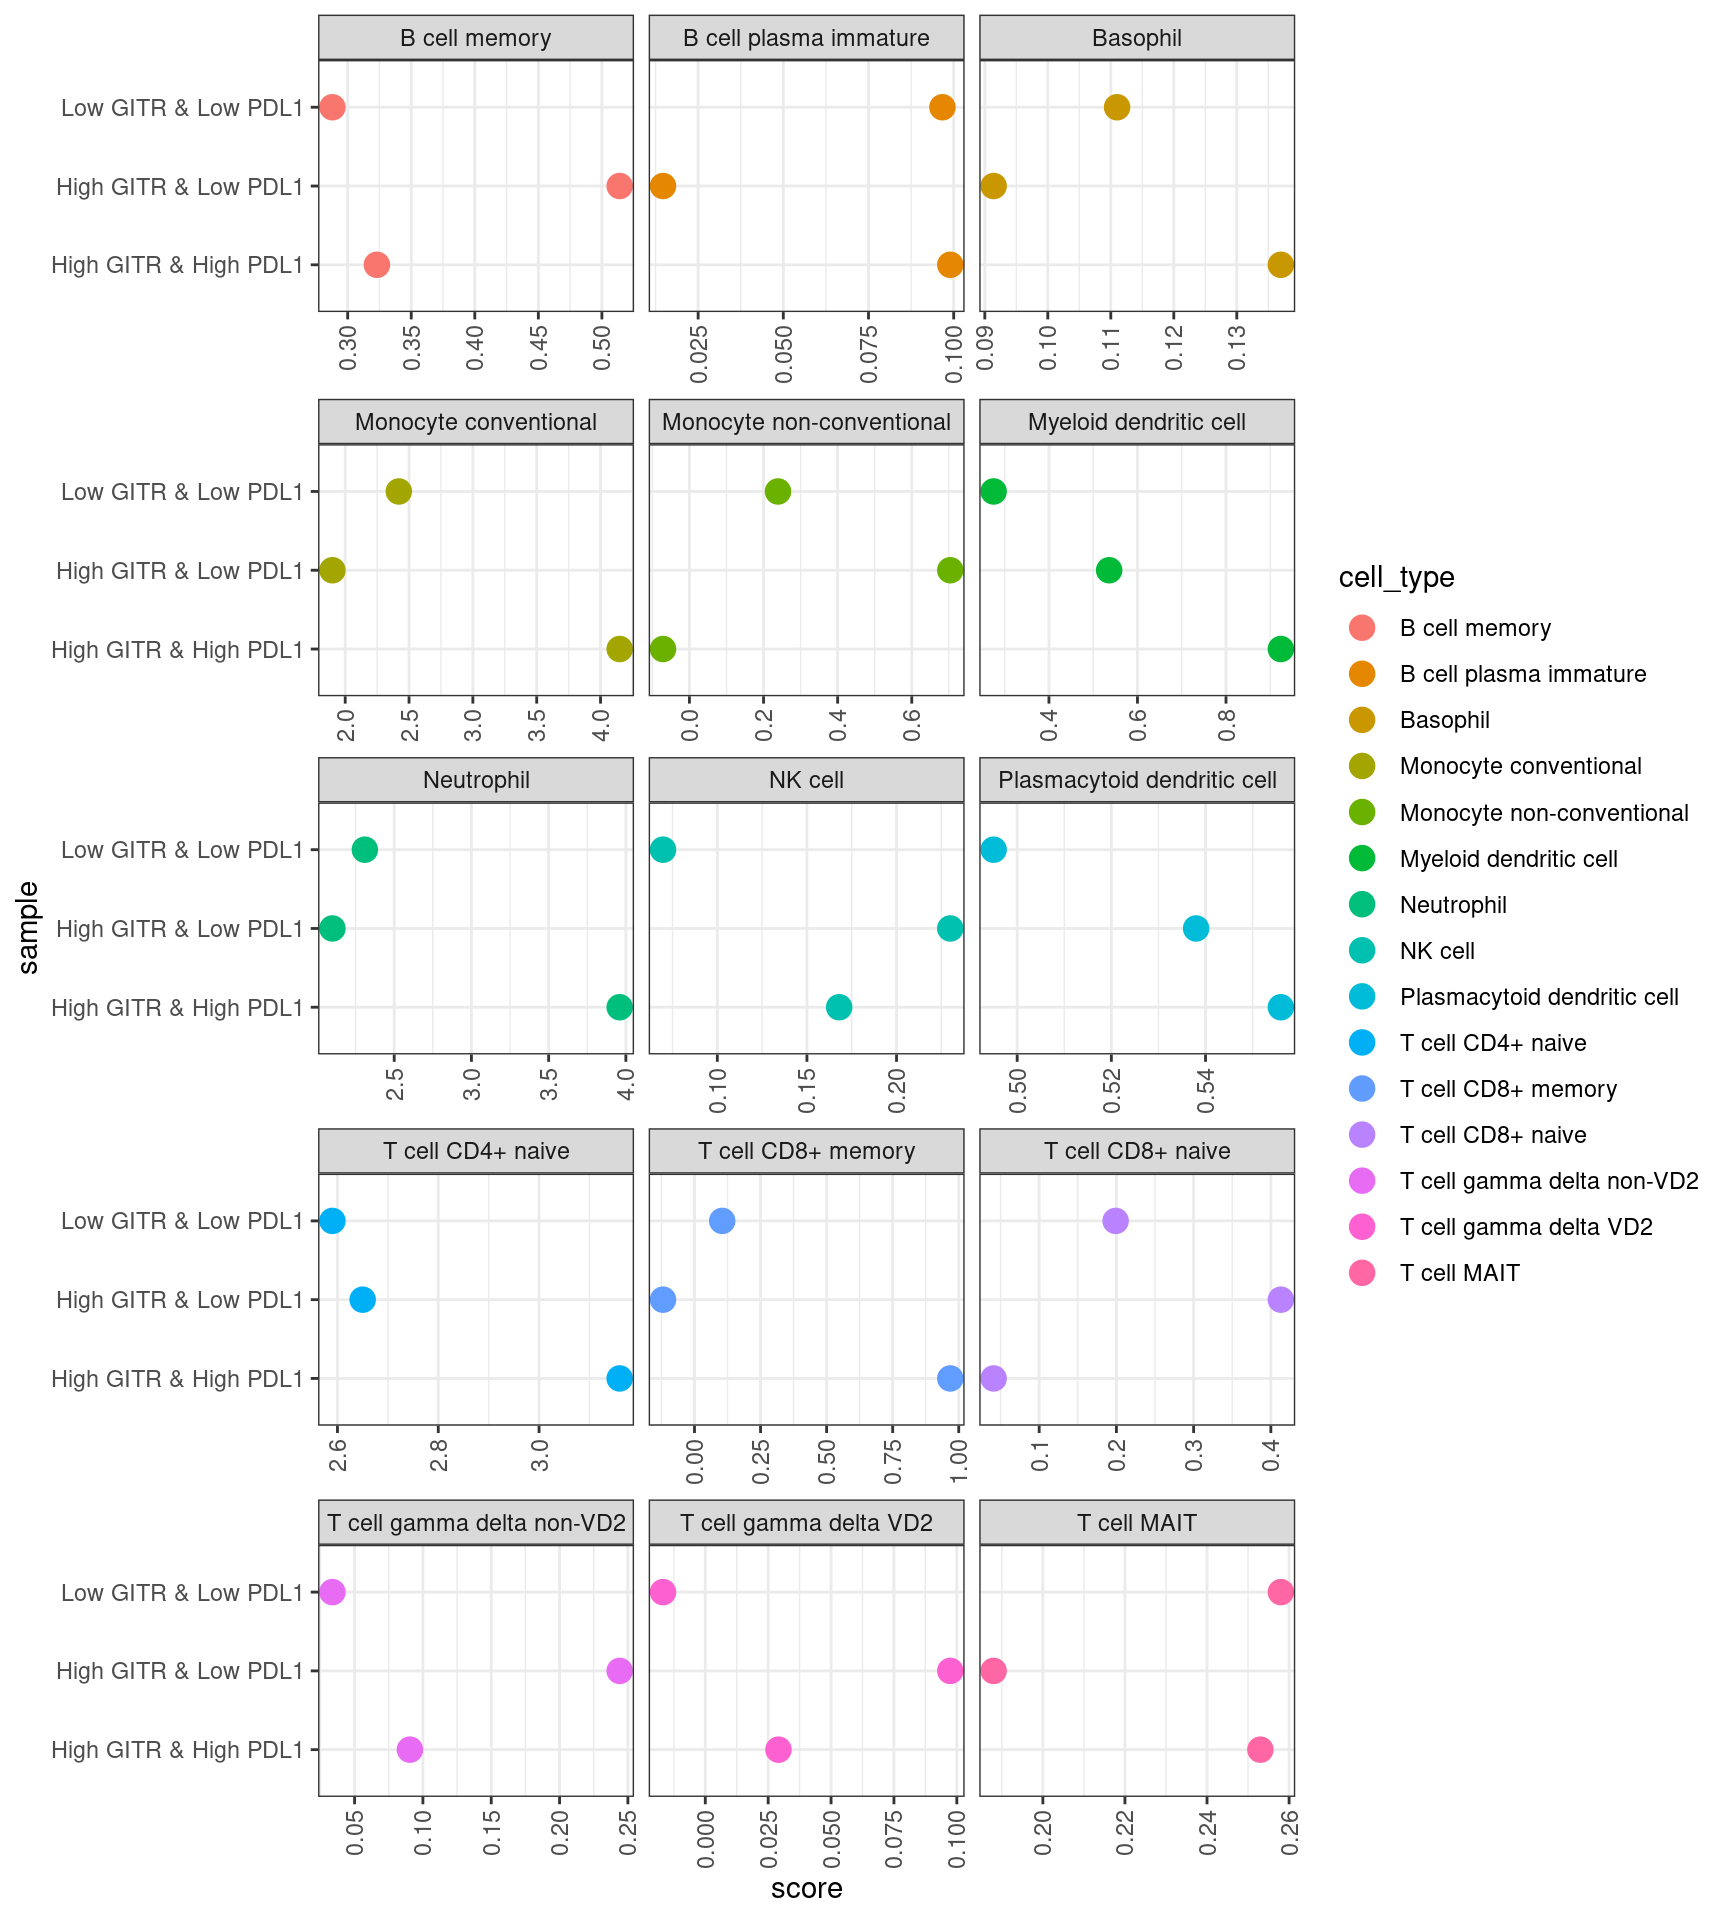 B cell memory
B cell plasma immature
Basophil
Low GITR & Low PDL1
High GITR & Low PDL1
High GITR & High PDL1
0.30
0.35
0.40
0.45
0.50
0.025
0.050
0.075
0.100
0.09
0.10
0.11
0.12
0.13
Monocyte conventional
Monocyte non-conventional
Myeloid dendritic cell
Low GITR & Low PDL1
High GITR & Low PDL1
High GITR & High PDL1
2.0
2.5
3.0
3.5
4.0
0.0
0.2
0.4
0.6
0.4
0.6
0.8
Neutrophil
NK cell
Plasmacytoid dendritic cell
Low GITR & Low PDL1
High GITR & Low PDL1
High GITR & High PDL1
2.5
3.0
3.5
4.0
0.10
0.15
0.20
0.50
0.52
0.54
T cell CD4+ naive
T cell CD8+ memory
T cell CD8+ naive
Low GITR & Low PDL1
High GITR & Low PDL1
High GITR & High PDL1
2.6
2.8
3.0
0.00
0.25
0.50
0.75
1.00
0.1
0.2
0.3
0.4
T cell gamma delta non-VD2
T cell gamma delta VD2
T cell MAIT
Low GITR & Low PDL1
High GITR & Low PDL1
High GITR & High PDL1
0.05
0.10
0.15
0.20
0.25
0.000
0.025
0.050
0.075
0.100
0.20
0.22
0.24
0.26
score
sample
cell_type
B cell memory
B cell plasma immature
Basophil
Monocyte conventional
Monocyte non-conventional
Myeloid dendritic cell
Neutrophil
NK cell
Plasmacytoid dendritic cell
T cell CD4+ naive
T cell CD8+ memory
T cell CD8+ naive
T cell gamma delta non-VD2
T cell gamma delta VD2
T cell MAIT